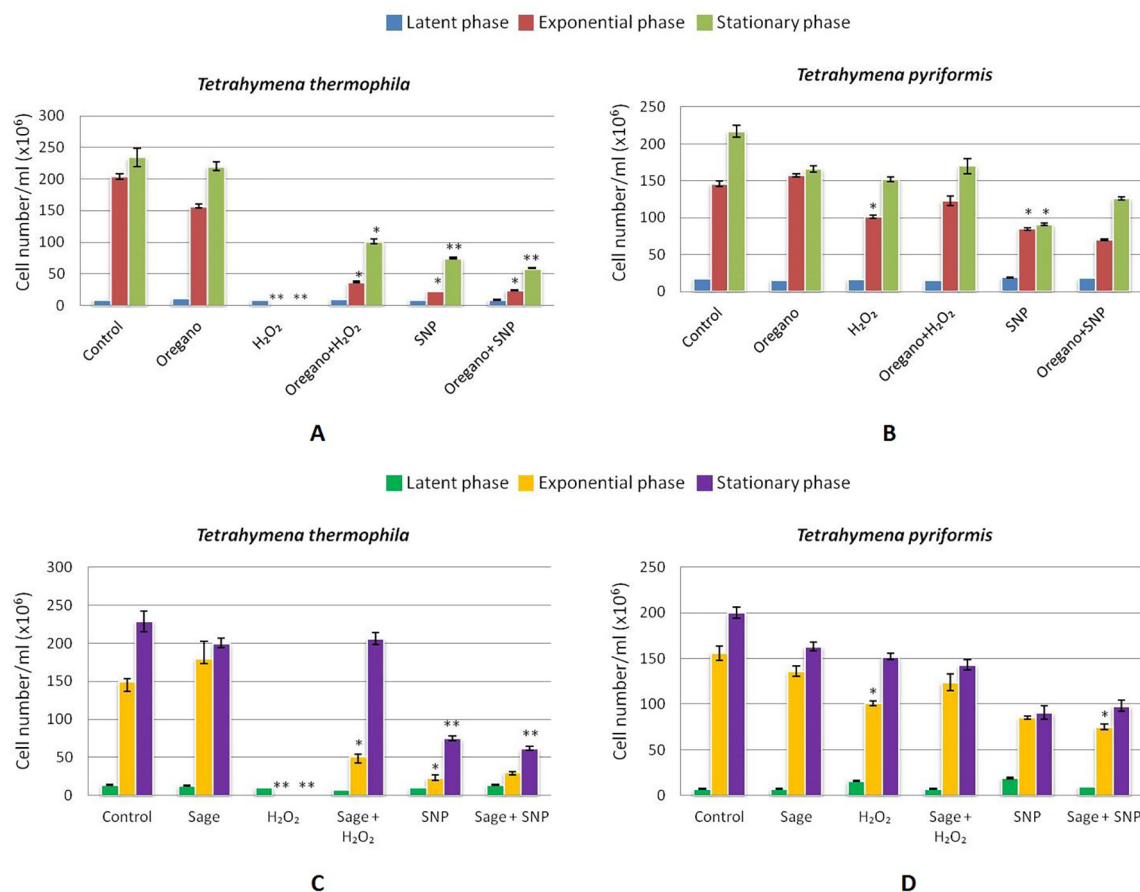 Latent phase Exponential phase Stationary phase
Tetrahymena thermophila
Cell number/ml (x10⁶)
300
250
200
150
100
50
0
** **
*
*
*
**
*
**
Control
Oregano
H₂O₂
Oregano+H₂O₂
SNP
Oregano+ SNP
A
Tetrahymena pyriformis
Cell number/ml (x10⁶)
250
200
150
100
50
0
*
* *
Control
Oregano
H₂O₂
Oregano+H₂O₂
SNP
Oregano+SNP
B
Latent phase Exponential phase Stationary phase
Tetrahymena thermophila
Cell number/ml (x10⁶)
300
250
200
150
100
50
0
** **
*
*
**
**
Control Sage H₂O₂ Sage + SNP Sage + SNP
H₂O₂
C
Tetrahymena pyriformis
Cell number/ml (x10⁶)
250
200
150
100
50
0
*
*
Control Sage H₂O₂ Sage + SNP Sage + SNP
H₂O₂
D